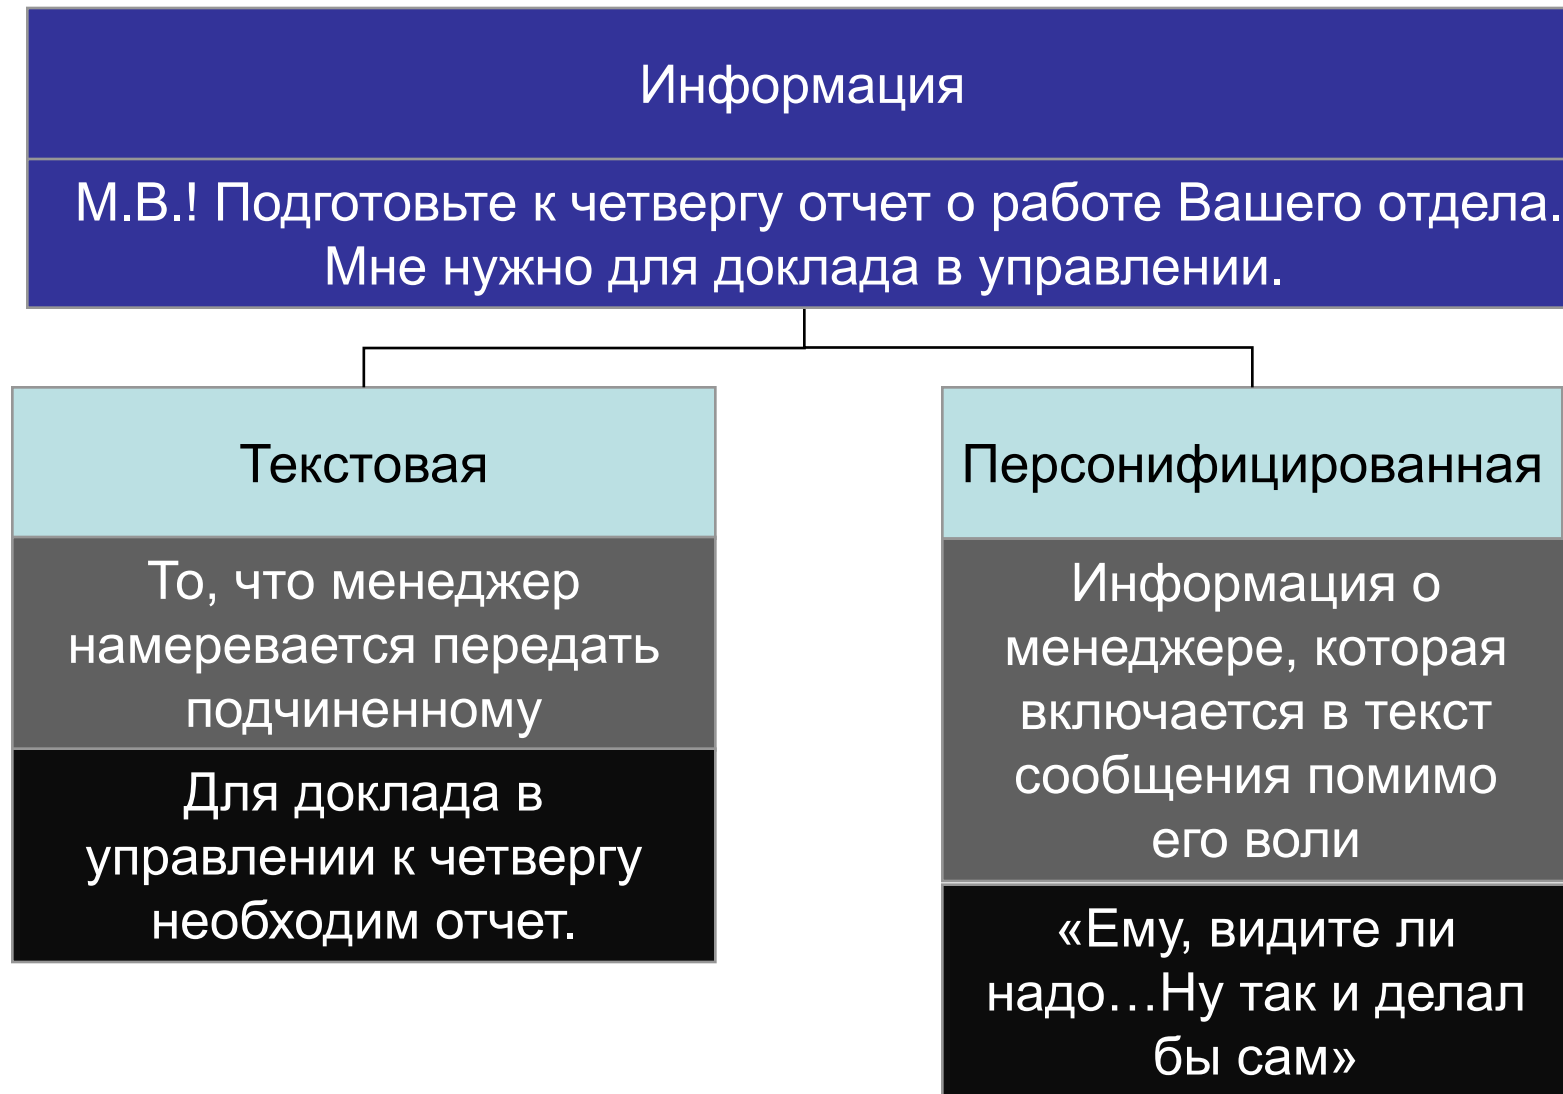 Информация
М.В.! Подготовьте к четвергу отчет о работе Вашего отдела.
Мне нужно для доклада в управлении.
Текстовая
То, что менеджер
намеревается передать
подчиненному
Для доклада в
управлении к четвергу
необходим отчет.
Персонифицированная
Информация о
менеджере, которая
включается в текст
сообщения помимо
его воли
«Ему, видите ли
надо…Ну так и делал
бы сам»